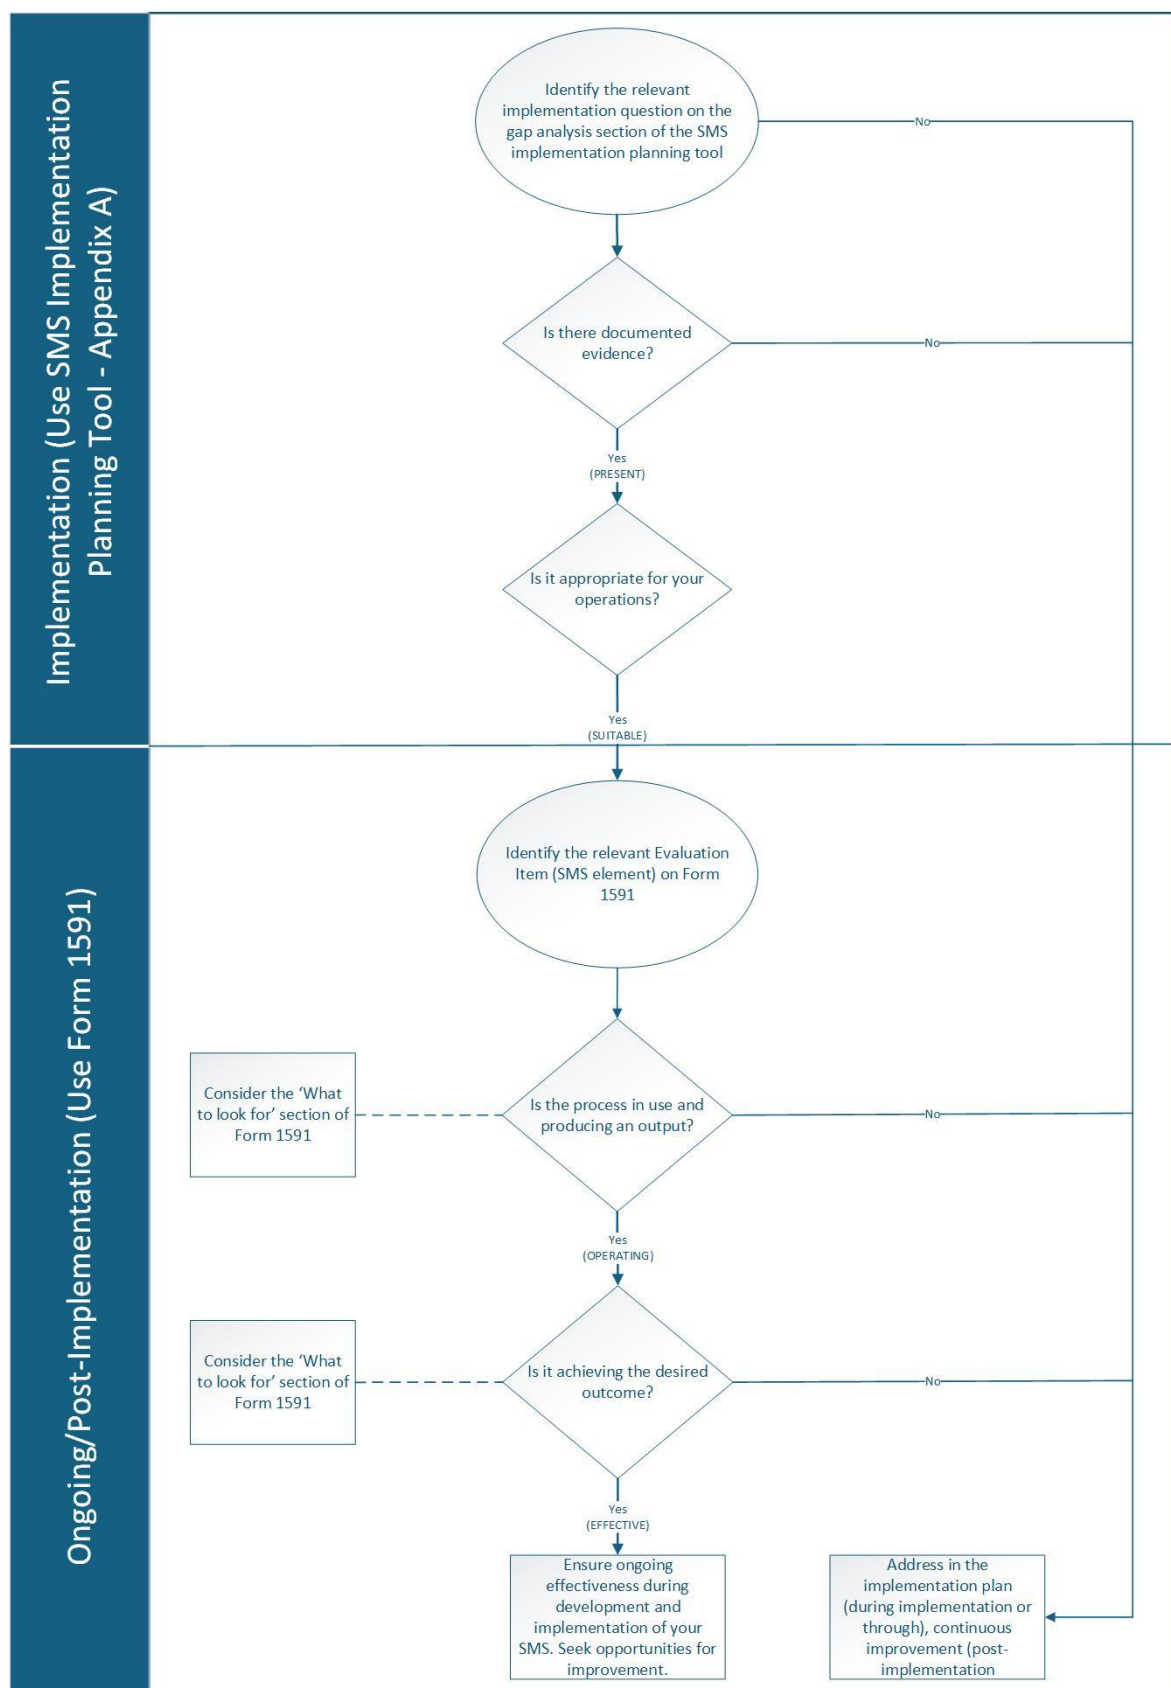 Implementation (Use SMS Implementation
Planning Tool - Appendix A)
Identify the relevant
implementation question on the
gap analysis section of the SMS
implementation planning tool
No
Is there documented
evidence?
No
Yes
(PRESENT)
Is it appropriate for your
operations?
Yes
(SUITABLE)
Ongoing/Post-Implementation (Use Form 1591)
Identify the relevant Evaluation
Item (SMS element) on Form
1591
Consider the ‘What
to look for’ section of
Form 1591
Is the process in use and
producing an output?
No
Yes
(OPERATING)
Consider the ‘What
to look for’ section of
Form 1591
Is it achieving the desired
outcome?
No
Yes
(EFFECTIVE)
Ensure ongoing
effectiveness during
development and
implementation of your
SMS. Seek opportunities for
improvement.
Address in the
implementation plan
(during implementation or
through), continuous
improvement (post-
implementation